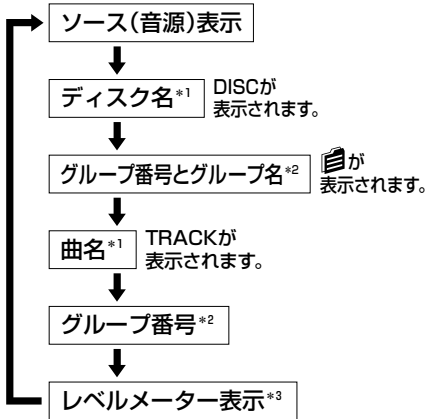 ソース(音源)表示
ディスク名*1
DISCが
表示されます。
グループ番号とグループ名*2
が
表示されます。
曲名*1
TRACKが
表示されます。
グループ番号*2
レベルメーター表示*3